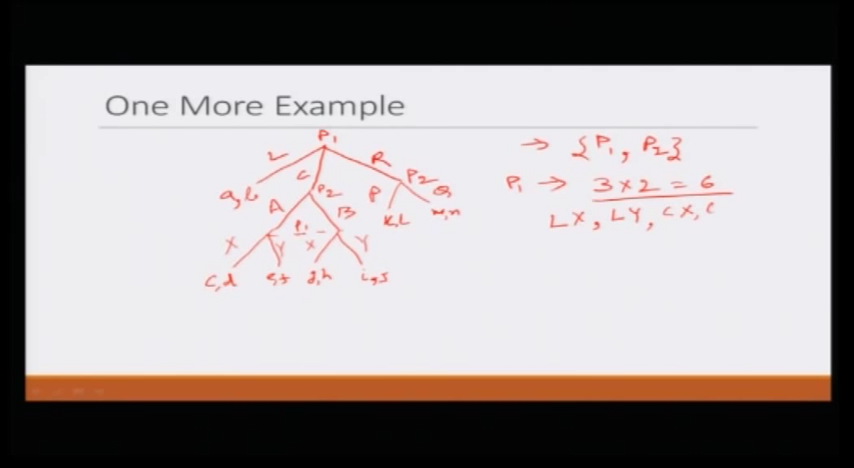 One More Example
P1
→ {P1, P2}
L C R
P1 → 3 x 2 = 6
a, b A P2 B P P2 Q
LX, LY, CX, C
k, l m, n
X Y P1 X Y
c, d e, f g, h i, j